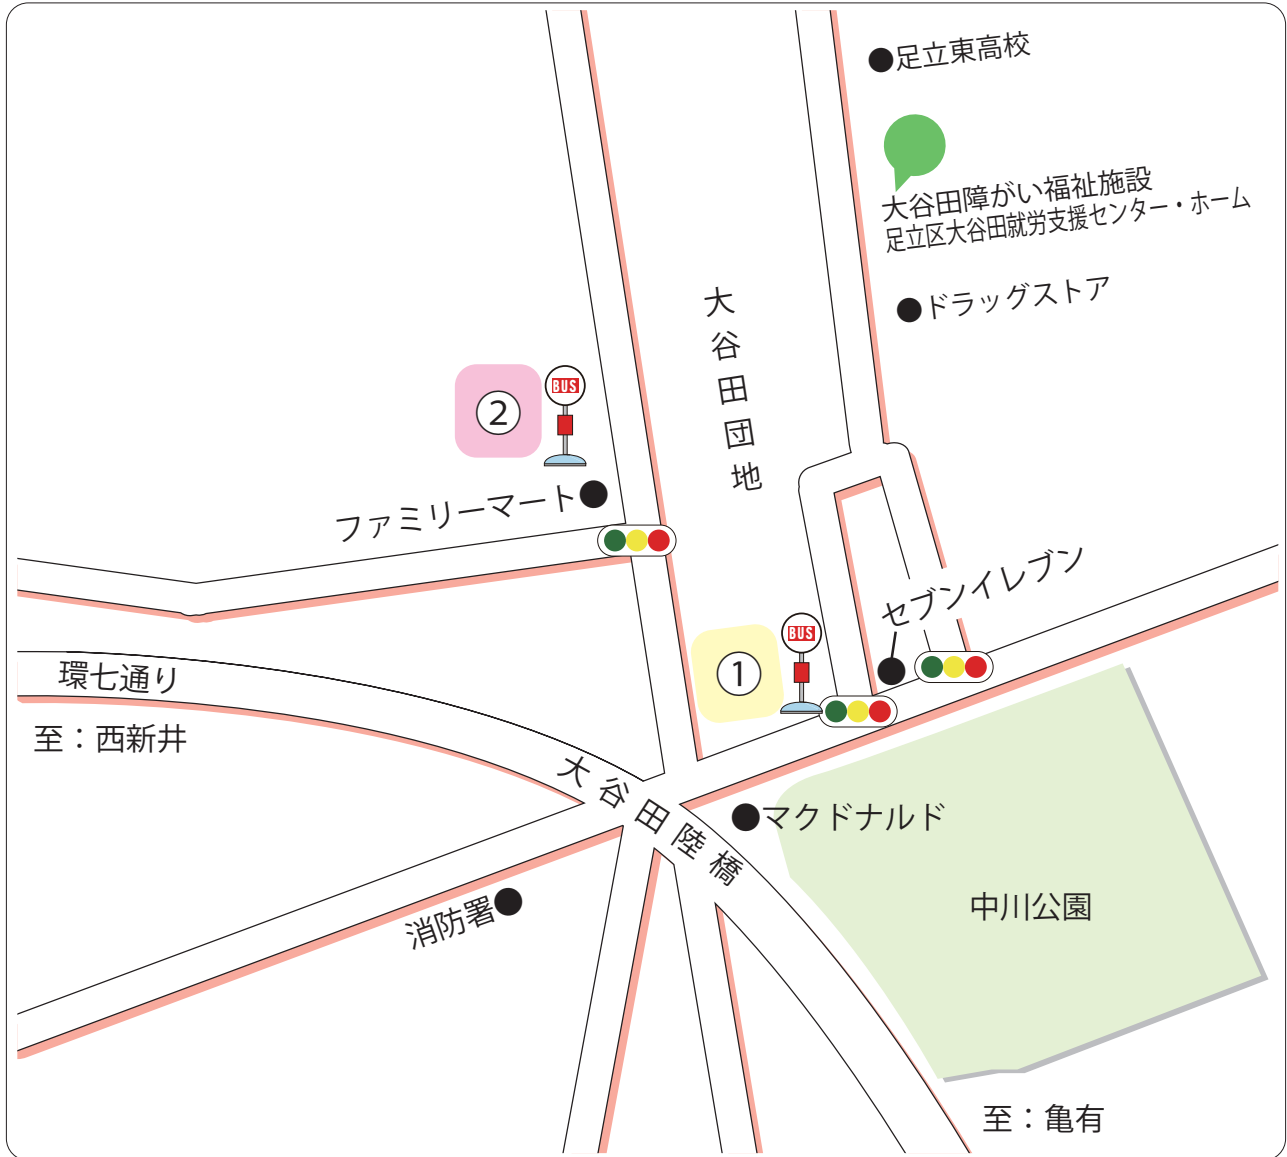 足立東高校
大谷田障がい福祉施設
足立区大谷田就労支援センター・ホーム
ドラッグストア
大谷田団地
BUS
②
ファミリーマート
セブンイレブン
BUS
①
環七通り
至：西新井
大谷田陸橋
マクドナルド
消防署
中川公園
至：亀有